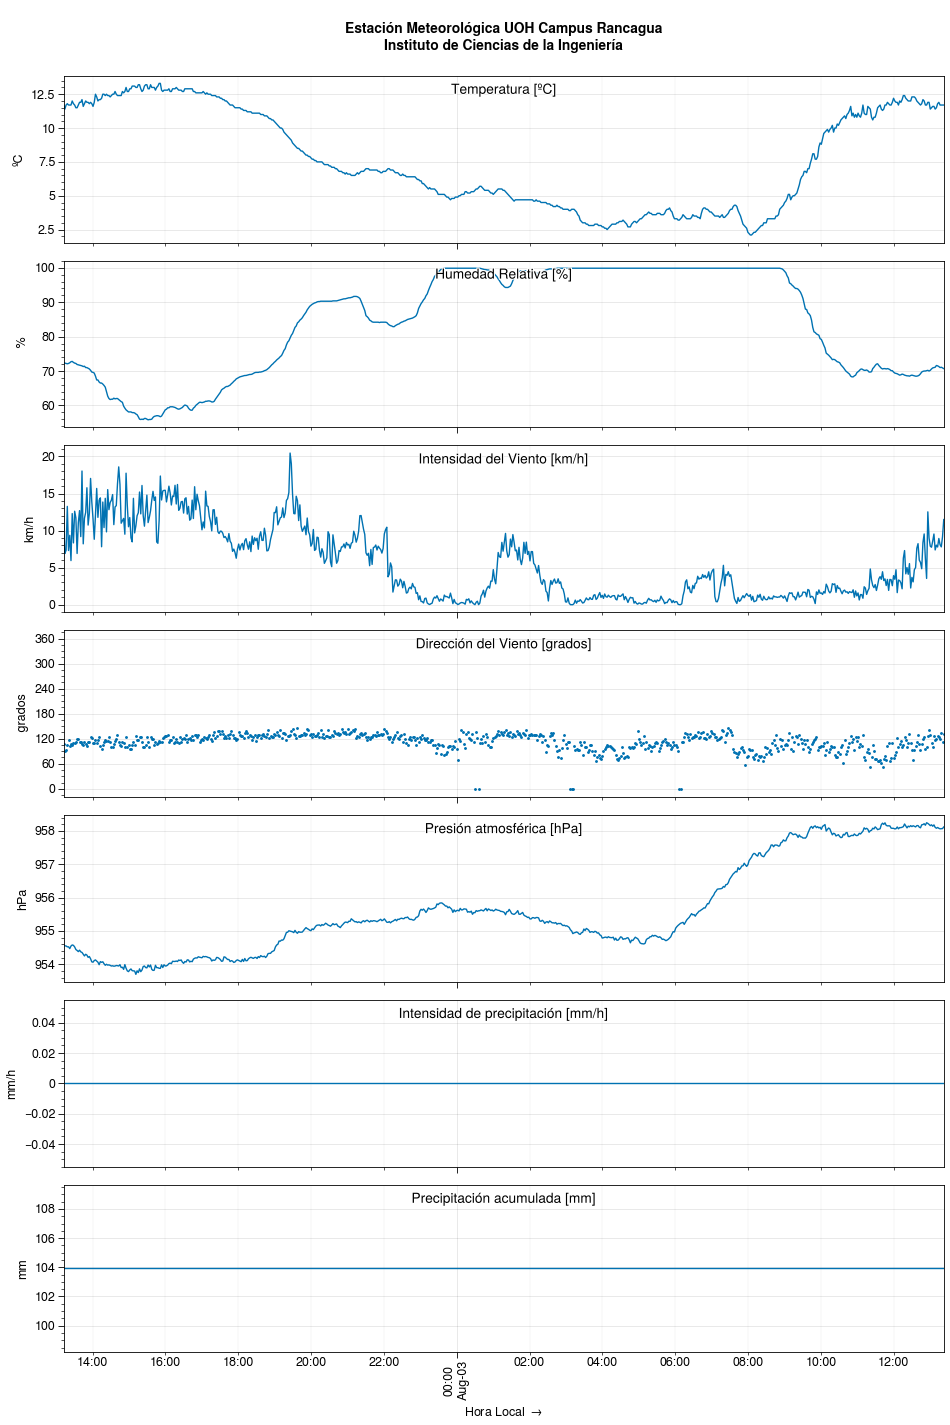 Estación Meteorológica UOH Campus Rancagua
Instituto de Ciencias de la Ingeniería
Temperatura [ºC]
12.5
10
7.5
5
2.5
ºC
Humedad Relativa [%]
100
90
80
70
60
%
Intensidad del Viento [km/h]
20
15
10
5
0
km/h
Dirección del Viento [grados]
360
300
240
180
120
60
0
grados
Presión atmosférica [hPa]
958
957
956
955
954
hPa
Intensidad de precipitación [mm/h]
0.04
0.02
0
−0.02
−0.04
mm/h
Precipitación acumulada [mm]
108
106
104
102
100
mm
14:00 16:00 18:00 20:00 22:00 00:00 02:00 04:00 06:00 08:00 10:00 12:00
Aug-03
Hora Local →